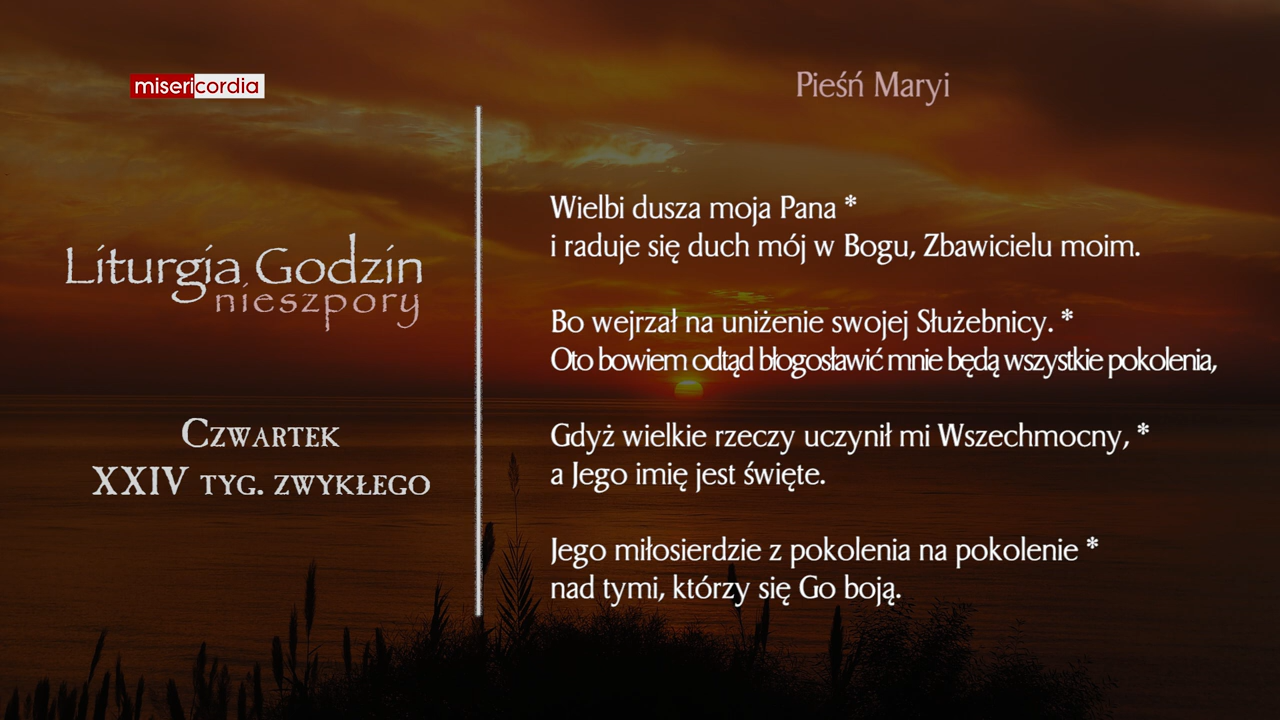 misericordia
Pieśń Maryi
Liturgia Godzin
nieszpory
Czwartek
XXIV tyg. zwykłego
Wielbi dusza moja Pana *
i raduje się duch mój w Bogu, Zbawicielu moim.
Bo wejrzał na uniżenie swojej Służebnicy. *
Oto bowiem odtąd błogosławić mnie będą wszystkie pokolenia,
Gdyż wielkie rzeczy uczynił mi Wszechmocny, *
a Jego imię jest święte.
Jego miłosierdzie z pokolenia na pokolenie *
nad tymi, którzy się Go boją.